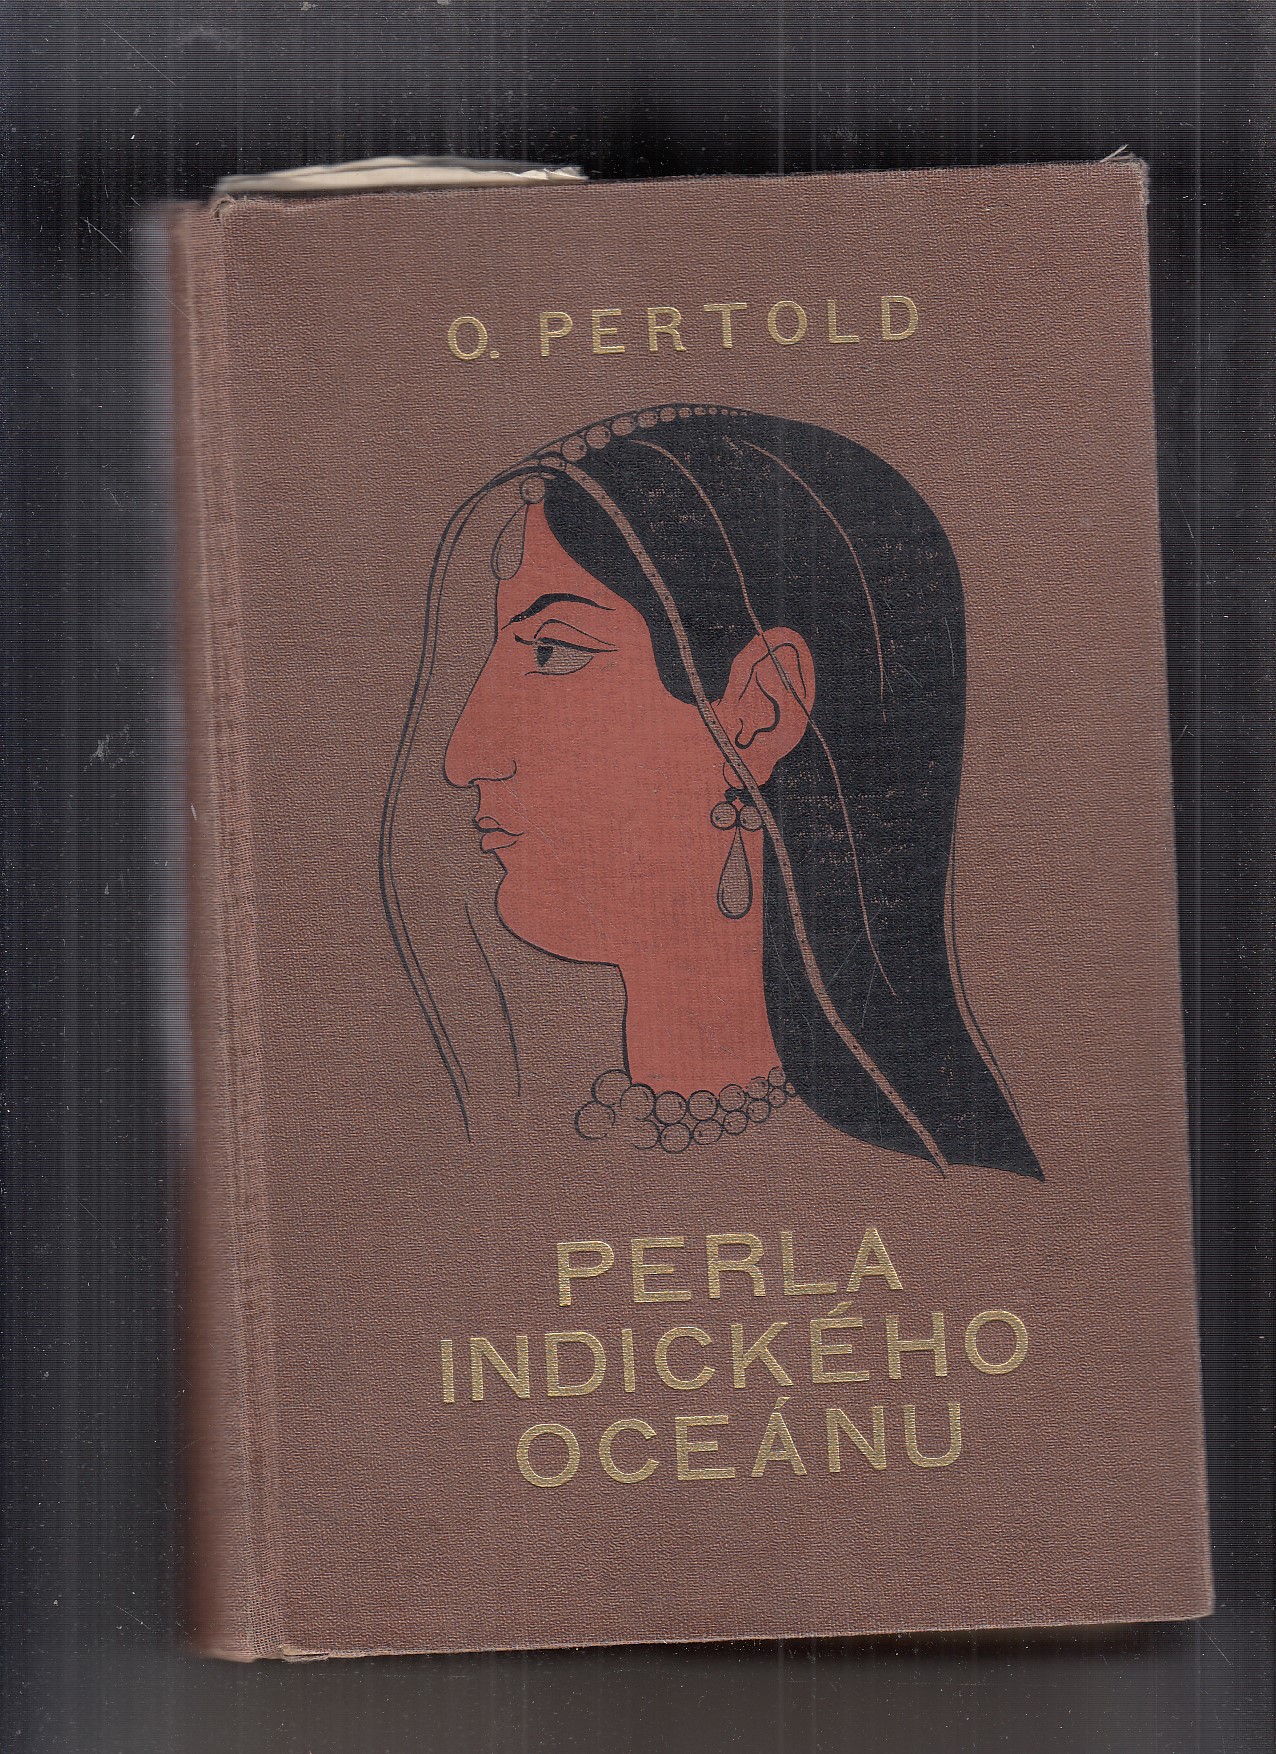 O. PERTOLD
PERLA
INDICKÉHO
OCEÁNU